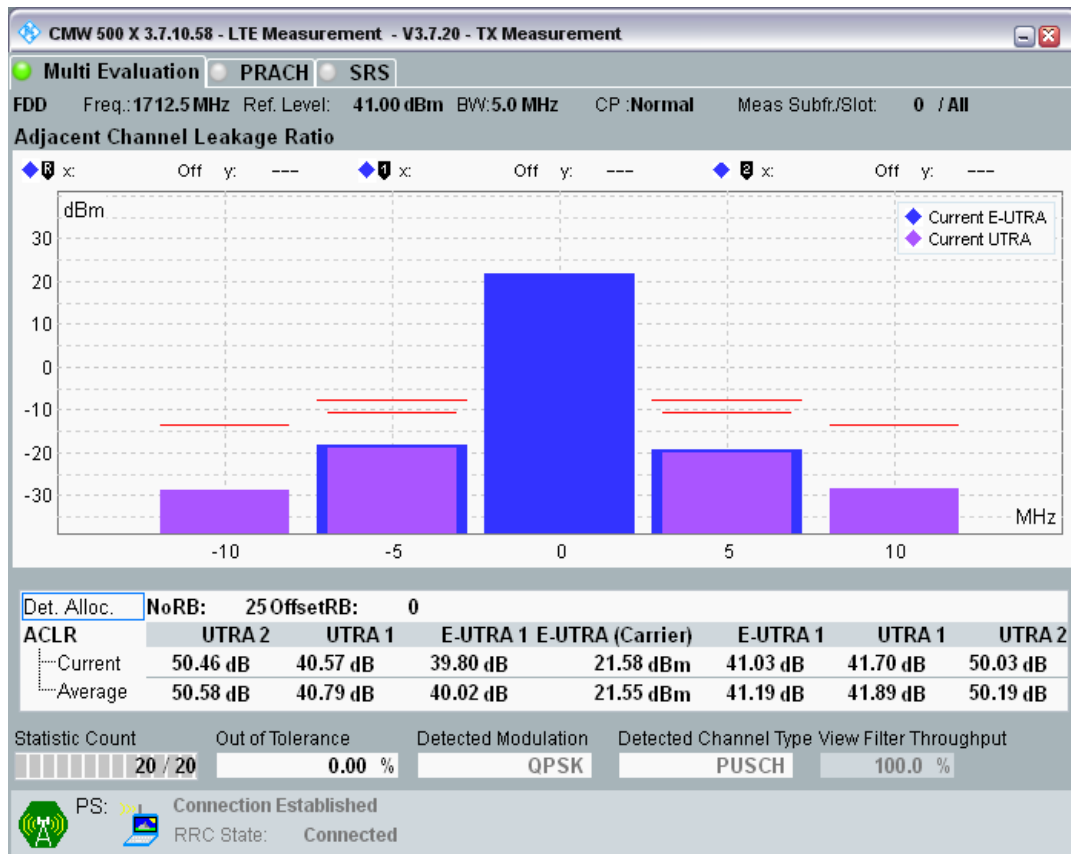 CMW 500 X 3.7.10.58 - LTE Measurement - V3.7.20 - TX Measurement
Multi Evaluation PRACH SRS
FDD Freq.:1712.5 MHz Ref. Level: 41.00 dBm BW:5.0 MHz CP :Normal Meas Subfr./Slot: 0 / All
Adjacent Channel Leakage Ratio
R x: Off y: --- 1 x: Off y: --- 2 x: Off y: ---
dBm
Current E-UTRA
Current UTRA
30
20
10
0
-10
-20
-30
MHz
-10 -5 0 5 10
Det. Alloc. NoRB: 25 OffsetRB: 0
ACLR UTRA 2 UTRA 1 E-UTRA 1 E-UTRA (Carrier) E-UTRA 1 UTRA 1 UTRA 2
Current 50.46 dB 40.57 dB 39.80 dB 21.58 dBm 41.03 dB 41.70 dB 50.03 dB
Average 50.58 dB 40.79 dB 40.02 dB 21.55 dBm 41.19 dB 41.89 dB 50.19 dB
Statistic Count Out of Tolerance Detected Modulation Detected Channel Type View Filter Throughput
20 / 20 0.00 % QPSK PUSCH 100.0 %
PS: Connection Established
RRC State: Connected